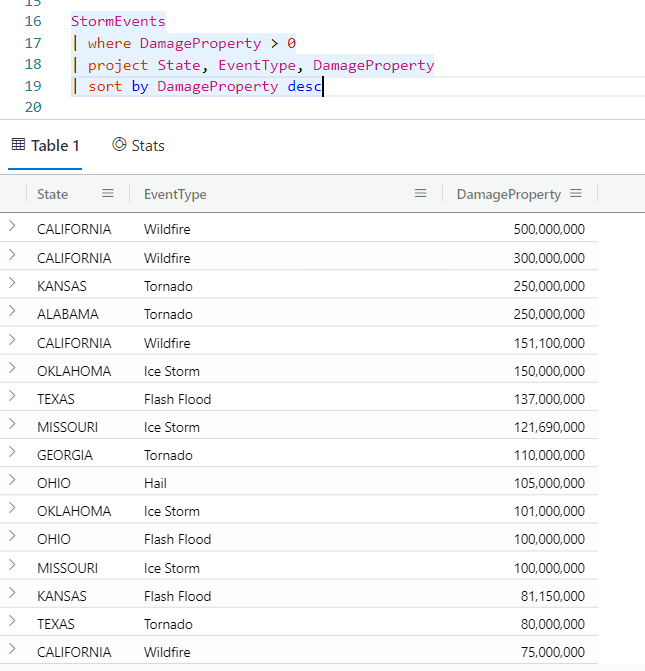 15
16 StormEvents
17 | where DamageProperty > 0
18 | project State, EventType, DamageProperty
19 | sort by DamageProperty desc
20
Table 1 Stats
State EventType DamageProperty
CALIFORNIA Wildfire 500,000,000
CALIFORNIA Wildfire 300,000,000
KANSAS Tornado 250,000,000
ALABAMA Tornado 250,000,000
CALIFORNIA Wildfire 151,100,000
OKLAHOMA Ice Storm 150,000,000
TEXAS Flash Flood 137,000,000
MISSOURI Ice Storm 121,690,000
GEORGIA Tornado 110,000,000
OHIO Hail 105,000,000
OKLAHOMA Ice Storm 101,000,000
OHIO Flash Flood 100,000,000
MISSOURI Ice Storm 100,000,000
KANSAS Flash Flood 81,150,000
TEXAS Tornado 80,000,000
CALIFORNIA Wildfire 75,000,000